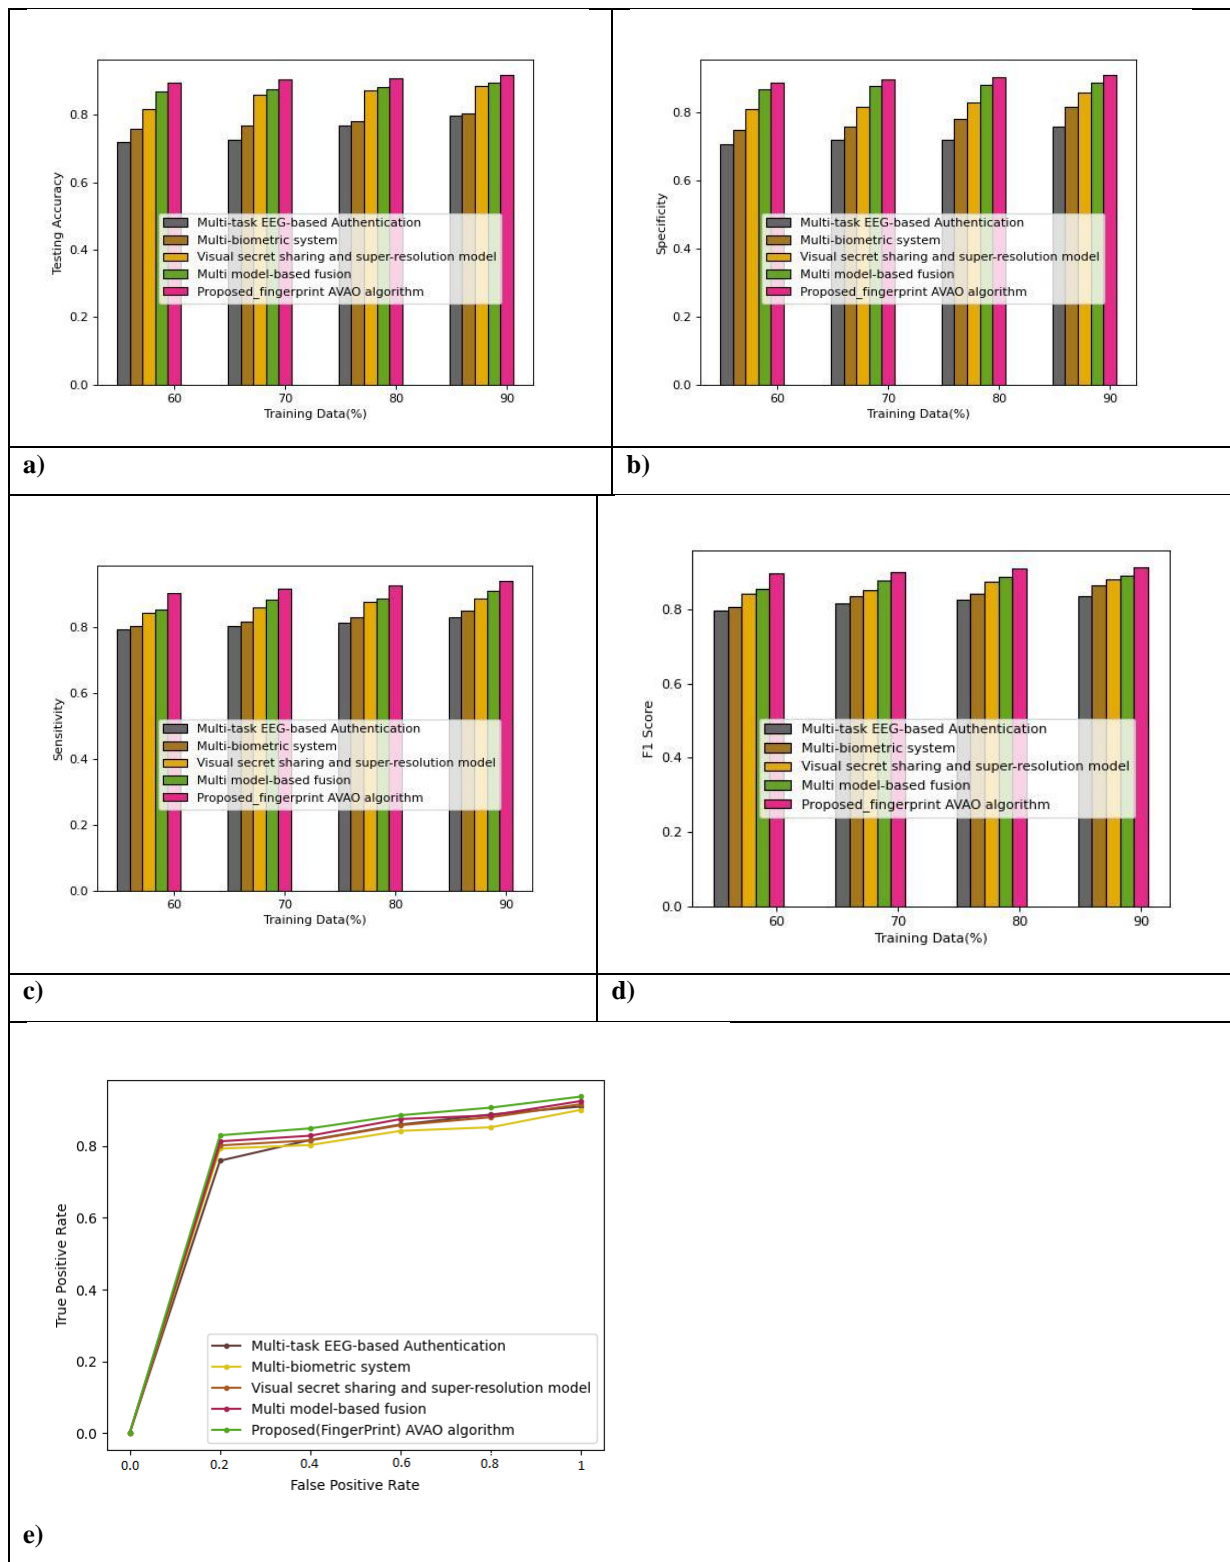 Testing Accuracy
0.8
0.6
0.4
0.2
0.0
Multi-task EEG-based Authentication
Multi-biometric system
Visual secret sharing and super-resolution model
Multi model-based fusion
Proposed_fingerprint AVAO algorithm
60 70 80 90
Training Data(%)
a)
Specificity
0.8
0.6
0.4
0.2
0.0
Multi-task EEG-based Authentication
Multi-biometric system
Visual secret sharing and super-resolution model
Multi model-based fusion
Proposed_fingerprint AVAO algorithm
60 70 80 90
Training Data(%)
b)
Sensitivity
0.8
0.6
0.4
0.2
0.0
Multi-task EEG-based Authentication
Multi-biometric system
Visual secret sharing and super-resolution model
Multi model-based fusion
Proposed_fingerprint AVAO algorithm
60 70 80 90
Training Data(%)
c)
F1 Score
0.8
0.6
0.4
0.2
0.0
Multi-task EEG-based Authentication
Multi-biometric system
Visual secret sharing and super-resolution model
Multi model-based fusion
Proposed_fingerprint AVAO algorithm
60 70 80 90
Training Data(%)
d)
True Positive Rate
0.8
0.6
0.4
0.2
0.0
Multi-task EEG-based Authentication
Multi-biometric system
Visual secret sharing and super-resolution model
Multi model-based fusion
Proposed(FingerPrint) AVAO algorithm
0.0 0.2 0.4 0.6 0.8 1
False Positive Rate
e)